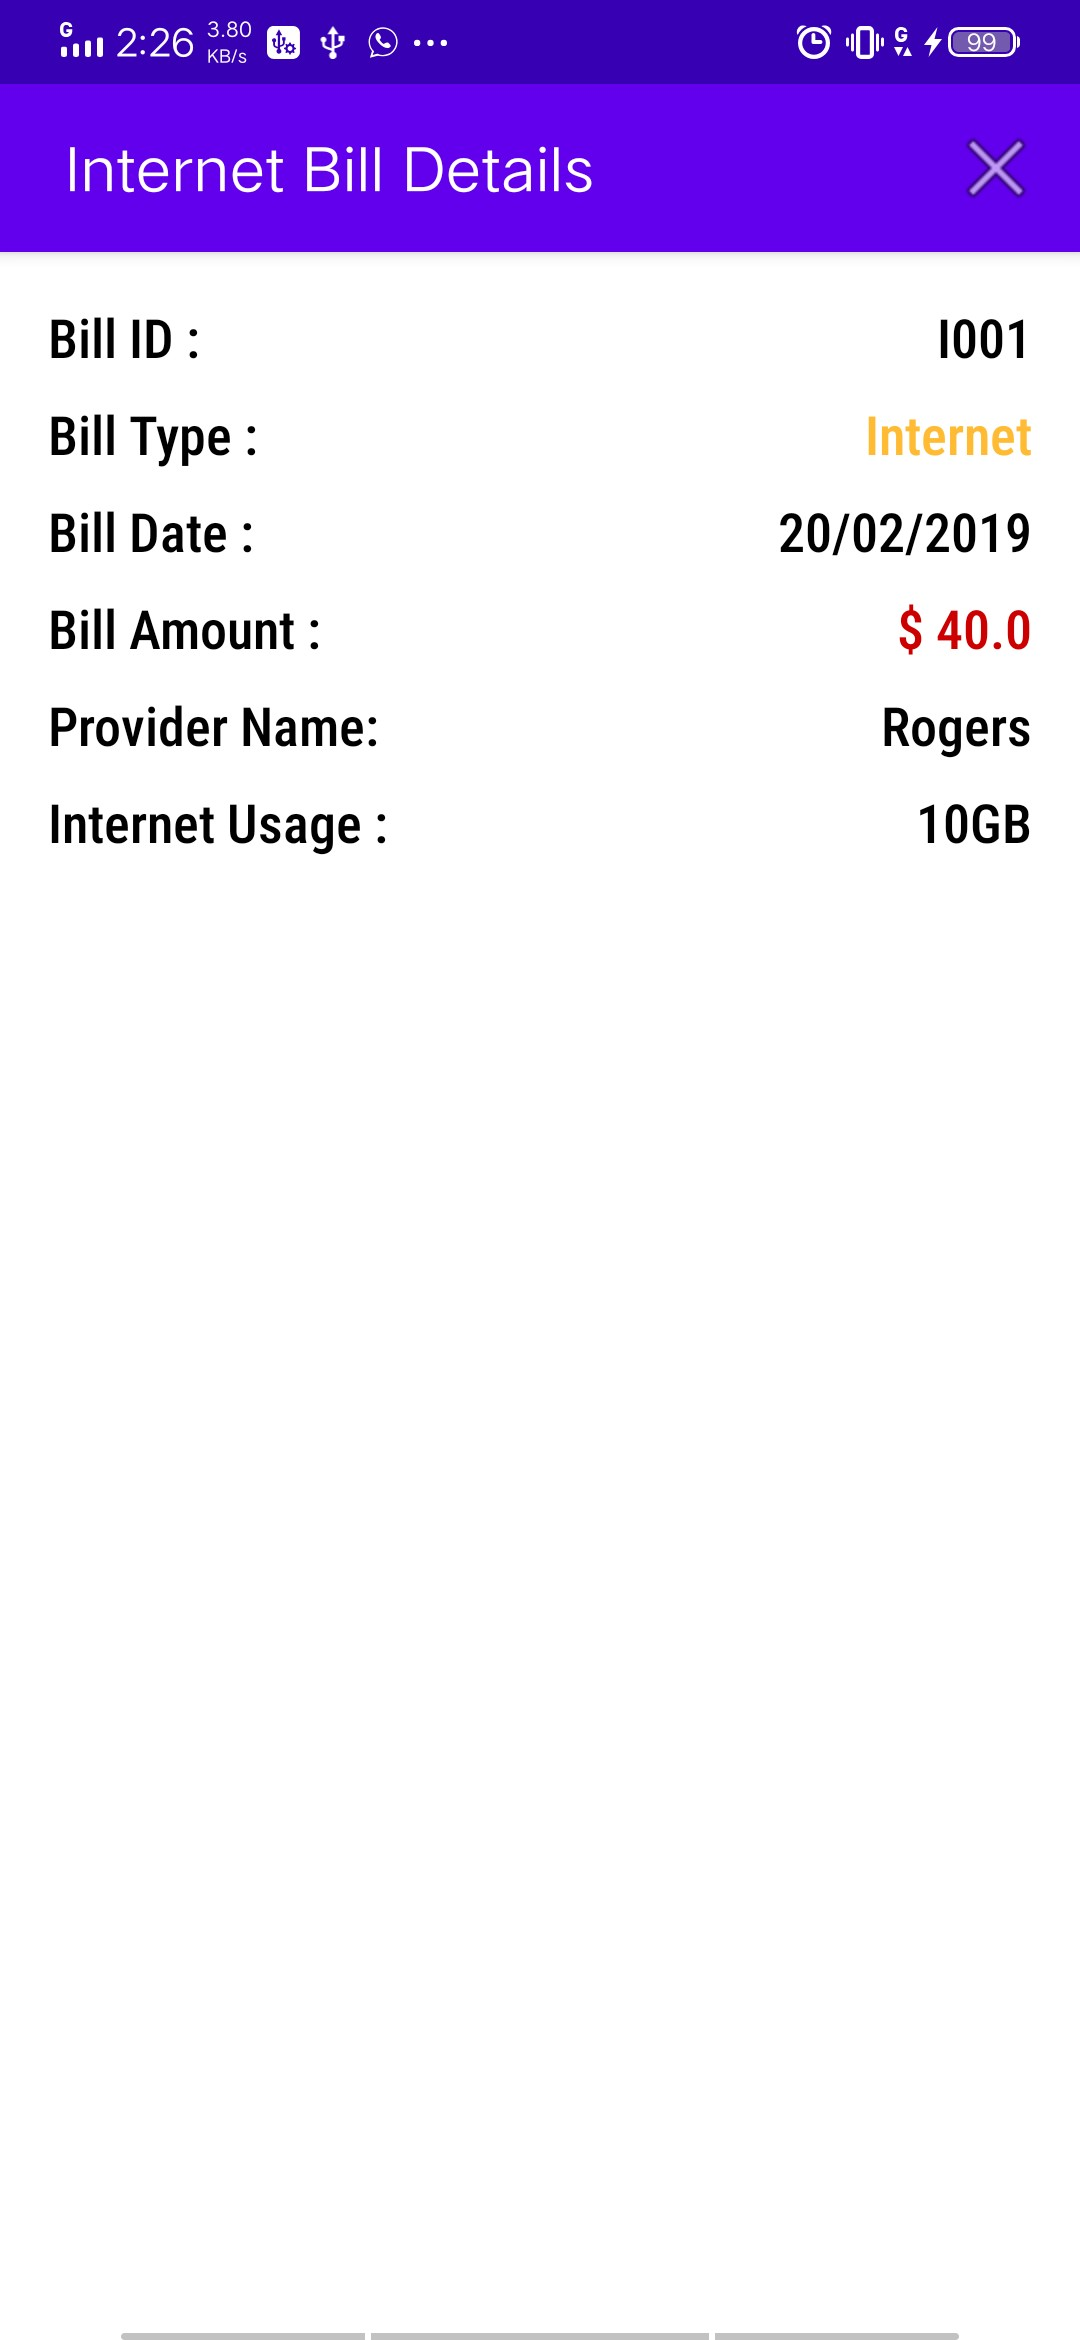 G 2:26 3.80 KB/s G 99
Internet Bill Details
Bill ID : I001
Bill Type : Internet
Bill Date : 20/02/2019
Bill Amount : $ 40.0
Provider Name: Rogers
Internet Usage : 10GB